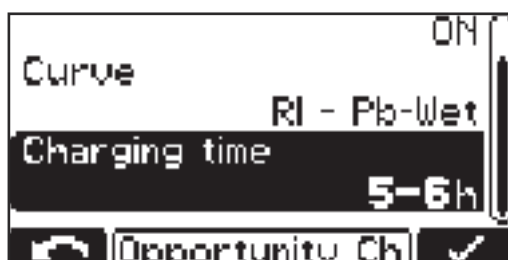 ON
Curve
RI - Pb-Wet
Charging time
5-6h
Opportunity Ch